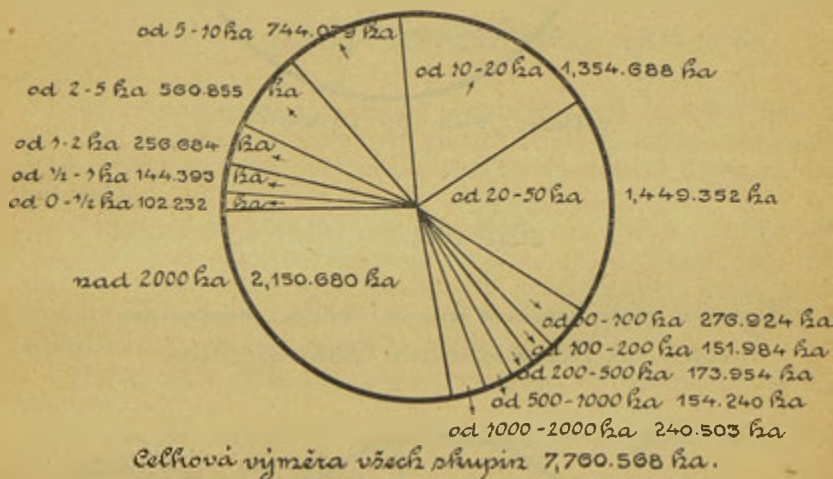 od 5-10 ha 744.079 ha
od 10-20 ha 1,354.688 ha
od 2-5 ha 560.855 ha
od 1-2 ha 256.684 ha
od ½-1 ha 144.393 ha
od 0-½ ha 102.232 ha
od 20-50 ha 1,449.352 ha
nad 2000 ha 2,150.680 ha
od 50-100 ha 276.924 ha
od 100-200 ha 151.984 ha
od 200-500 ha 173.954 ha
od 500-1000 ha 154.240 ha
od 1000-2000 ha 240.503 ha
Celková výměra všech skupin 7,760.568 ha.